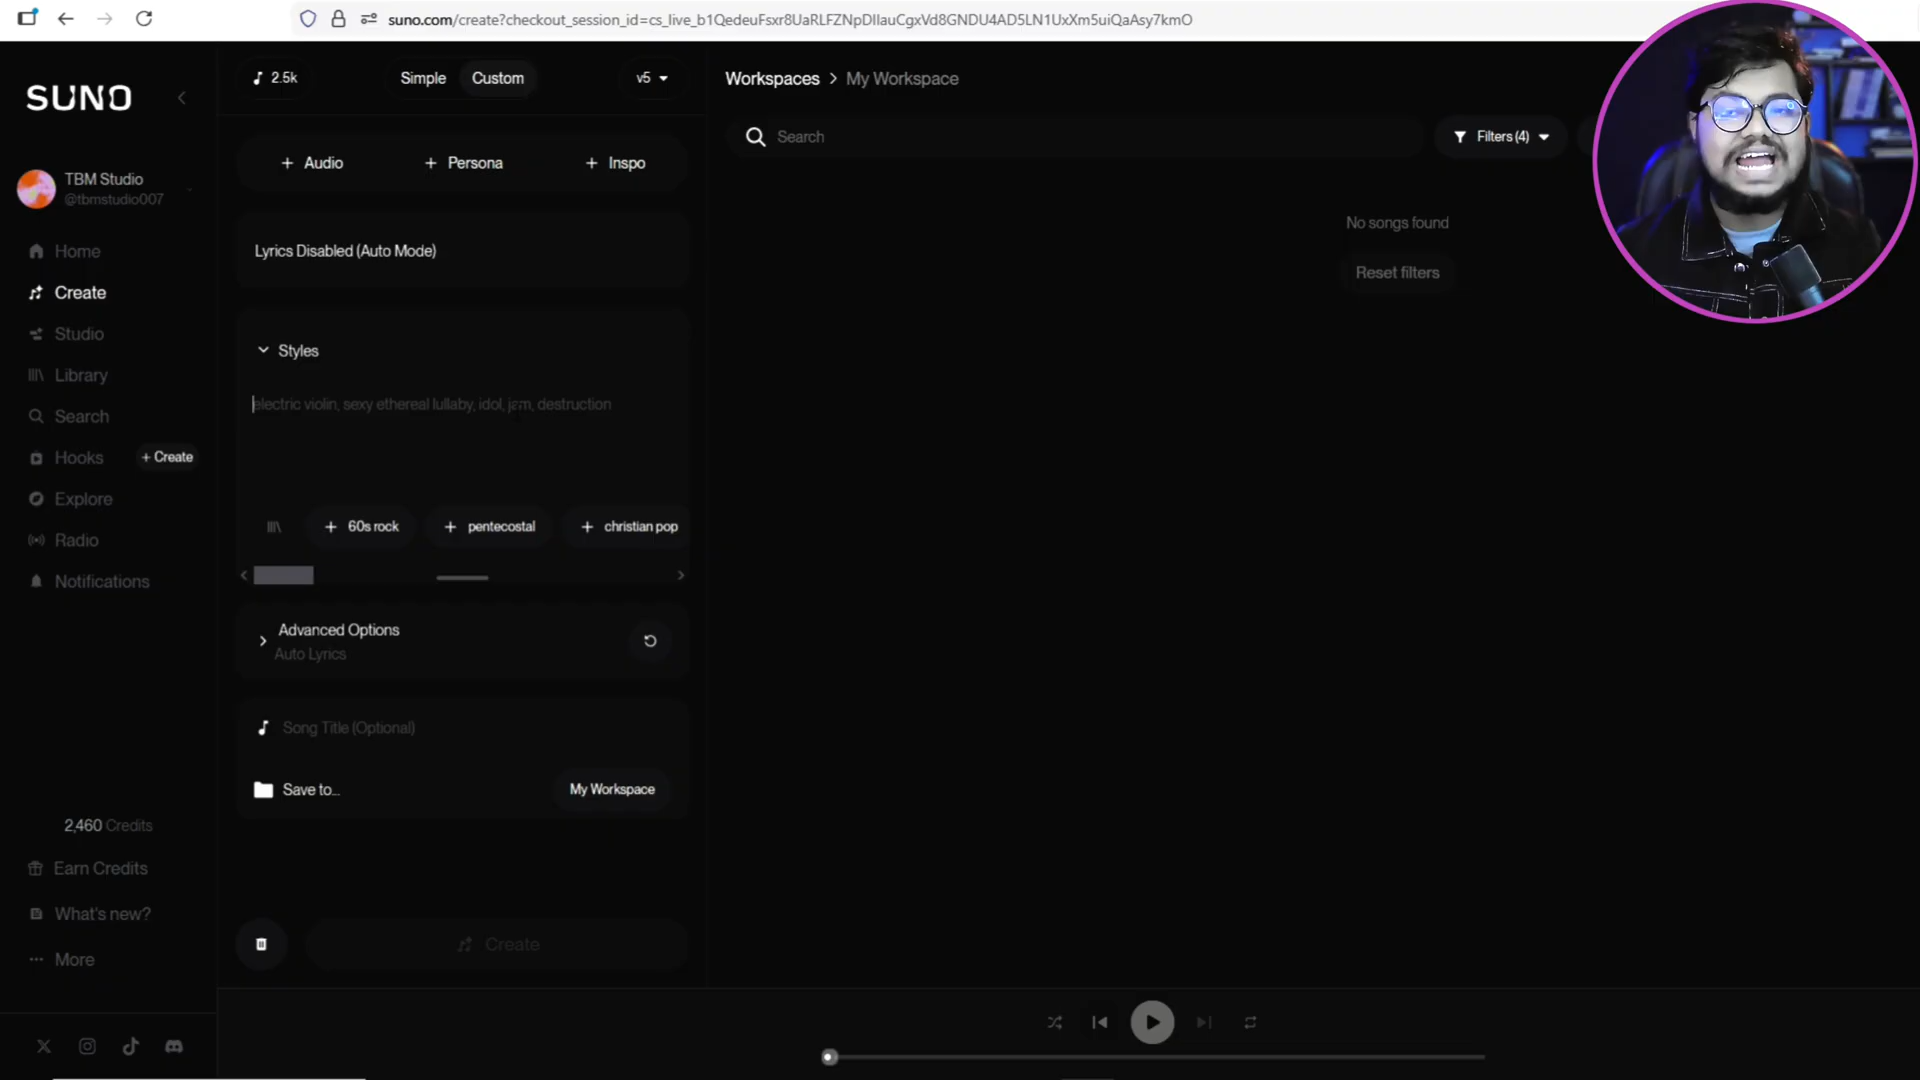 suno.com/create?checkout_session_id=cs_live_b1QedeuFsxr8UaRLFZNpDIlauCgxVd8GNDU4AD5LN1UxXm5uiQaAsy7kmO
SUNO
TBM Studio
@tbmstudio007
Home
Create
Studio
Library
Search
Hooks
+ Create
Explore
Radio
Notifications
2,460 Credits
Earn Credits
What's new?
More
2.5k
Simple
Custom
v5
+ Audio
+ Persona
+ Inspo
Lyrics Disabled (Auto Mode)
Styles
electric violin, sexy ethereal lullaby, idol, jam, destruction
+ 60s rock
+ pentecostal
+ christian pop
Advanced Options
Auto Lyrics
Song Title (Optional)
Save to...
My Workspace
Create
Workspaces > My Workspace
Search
Filters (4)
No songs found
Reset filters